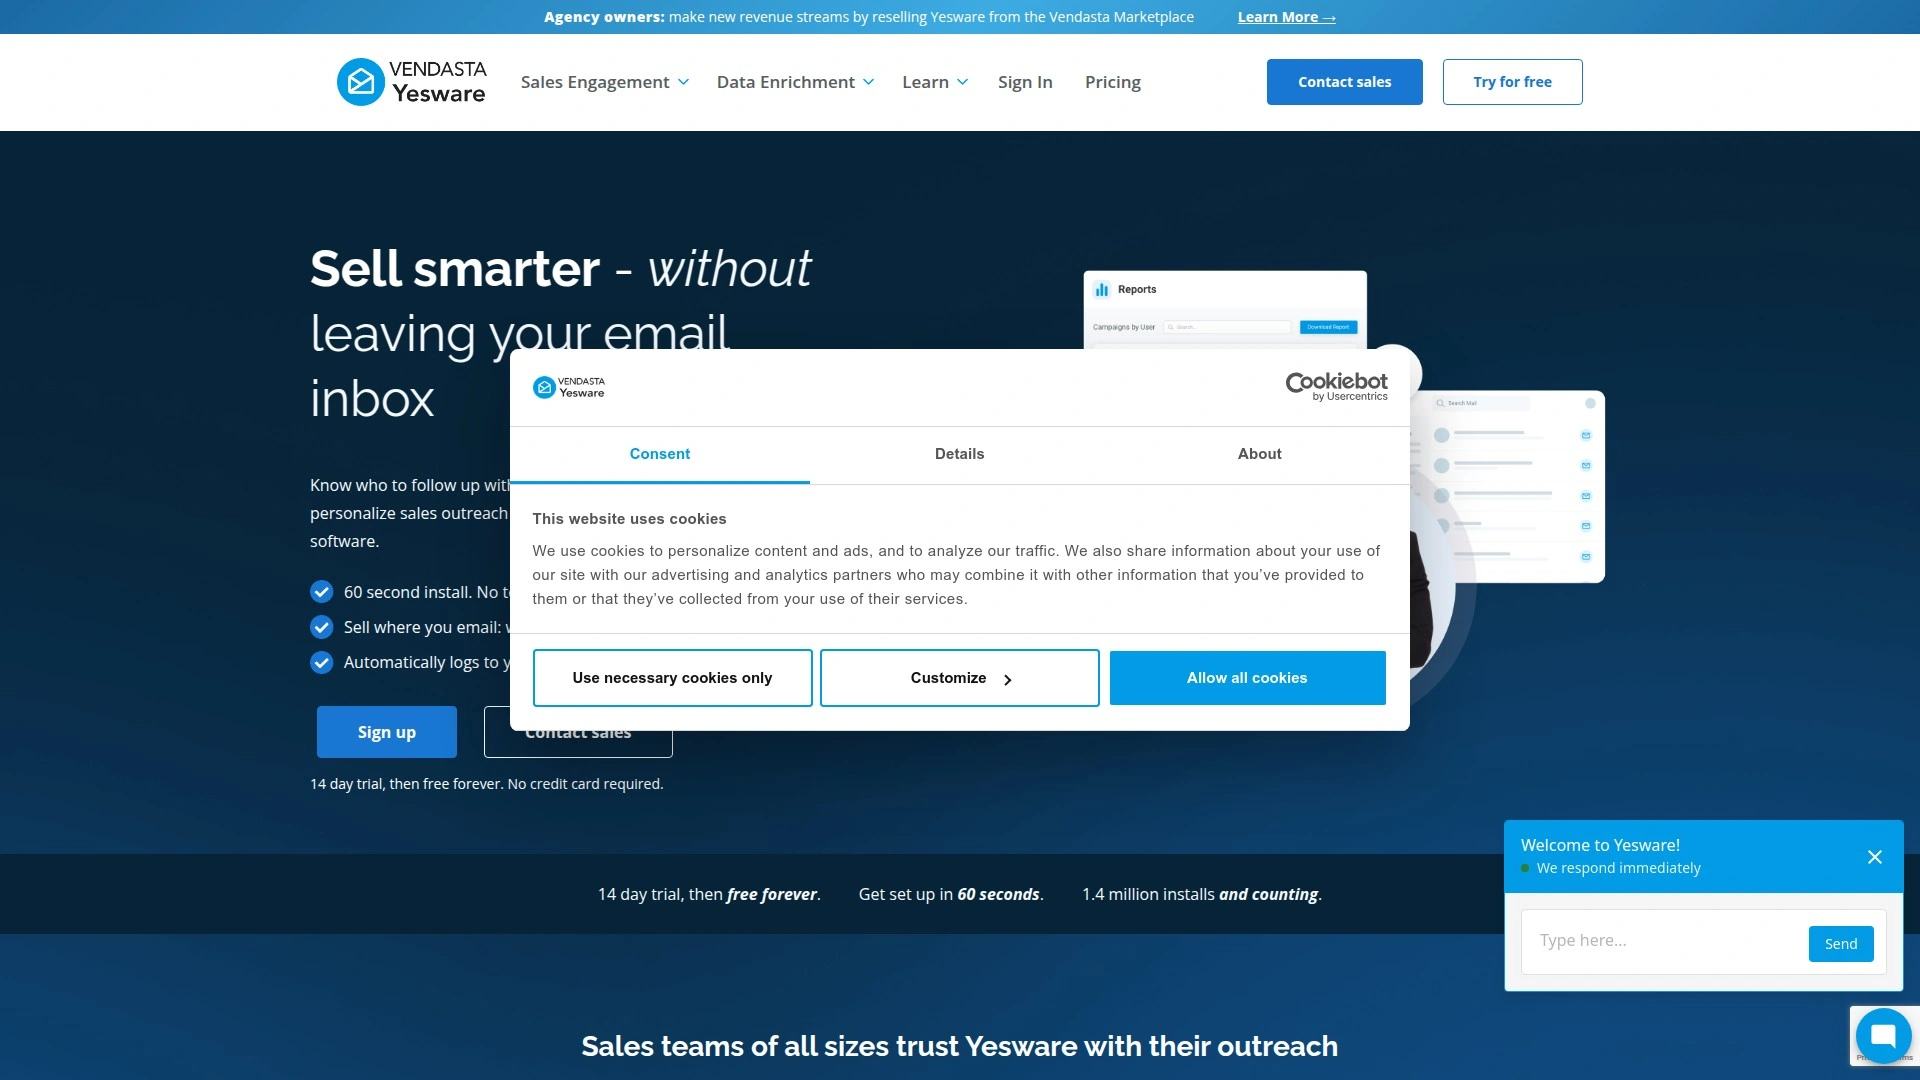 Agency owners: make new revenue streams by reselling Yesware from the Vendasta Marketplace Learn More →
VENDASTA
Yesware
Sales Engagement
Data Enrichment
Learn
Sign In
Pricing
Contact sales
Try for free
Sell smarter - without
leaving your email
inbox
Know who to follow up with
personalize sales outreach
software.
60 second install. No
Sell where you email:
Automatically logs to
Sign up
Contact sales
14 day trial, then free forever. No credit card required.
Reports
Campaigns by User
Search...
Download Report
Search Mail
VENDASTA
Yesware
Cookiebot
by Usercentrics
Consent
Details
About
This website uses cookies
We use cookies to personalize content and ads, and to analyze our traffic. We also share information about your use of
our site with our advertising and analytics partners who may combine it with other information that you’ve provided to
them or that they’ve collected from your use of their services.
Use necessary cookies only
Customize
Allow all cookies
14 day trial, then free forever.
Get set up in 60 seconds.
1.4 million installs and counting.
Welcome to Yesware!
We respond immediately
Type here...
Send
Sales teams of all sizes trust Yesware with their outreach